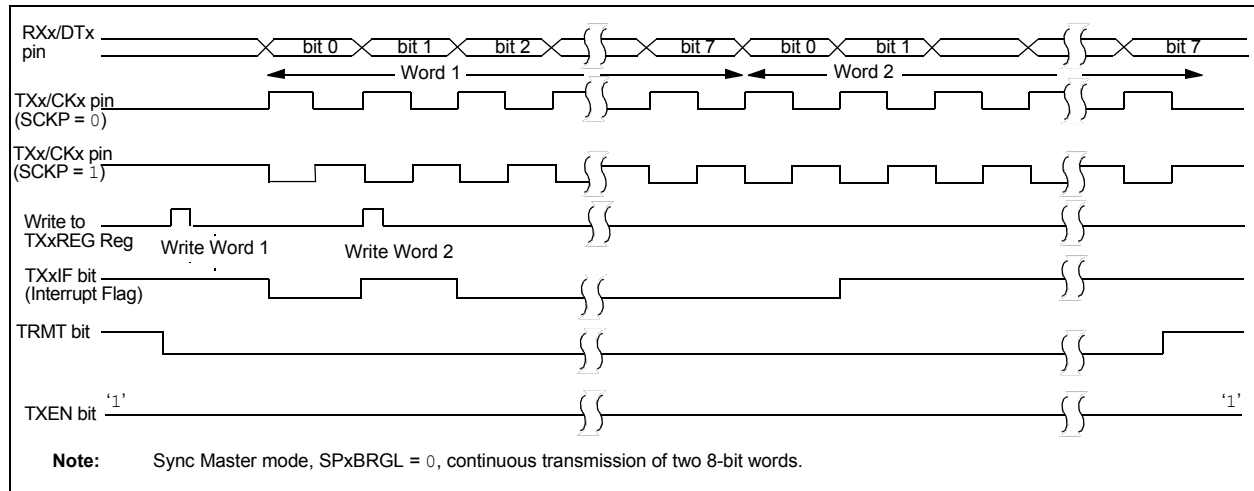 RXx/DTx
pin
bit 0 bit 1 bit 2 bit 7 bit 0 bit 1 bit 7
Word 1 Word 2
TXx/CKx pin
(SCKP = 0)
TXx/CKx pin
(SCKP = 1)
Write to
TXxREG Reg
Write Word 1 Write Word 2
TXxIF bit
(Interrupt Flag)
TRMT bit
‘1’ ‘1’
TXEN bit
Note: Sync Master mode, SPxBRGL = 0, continuous transmission of two 8-bit words.